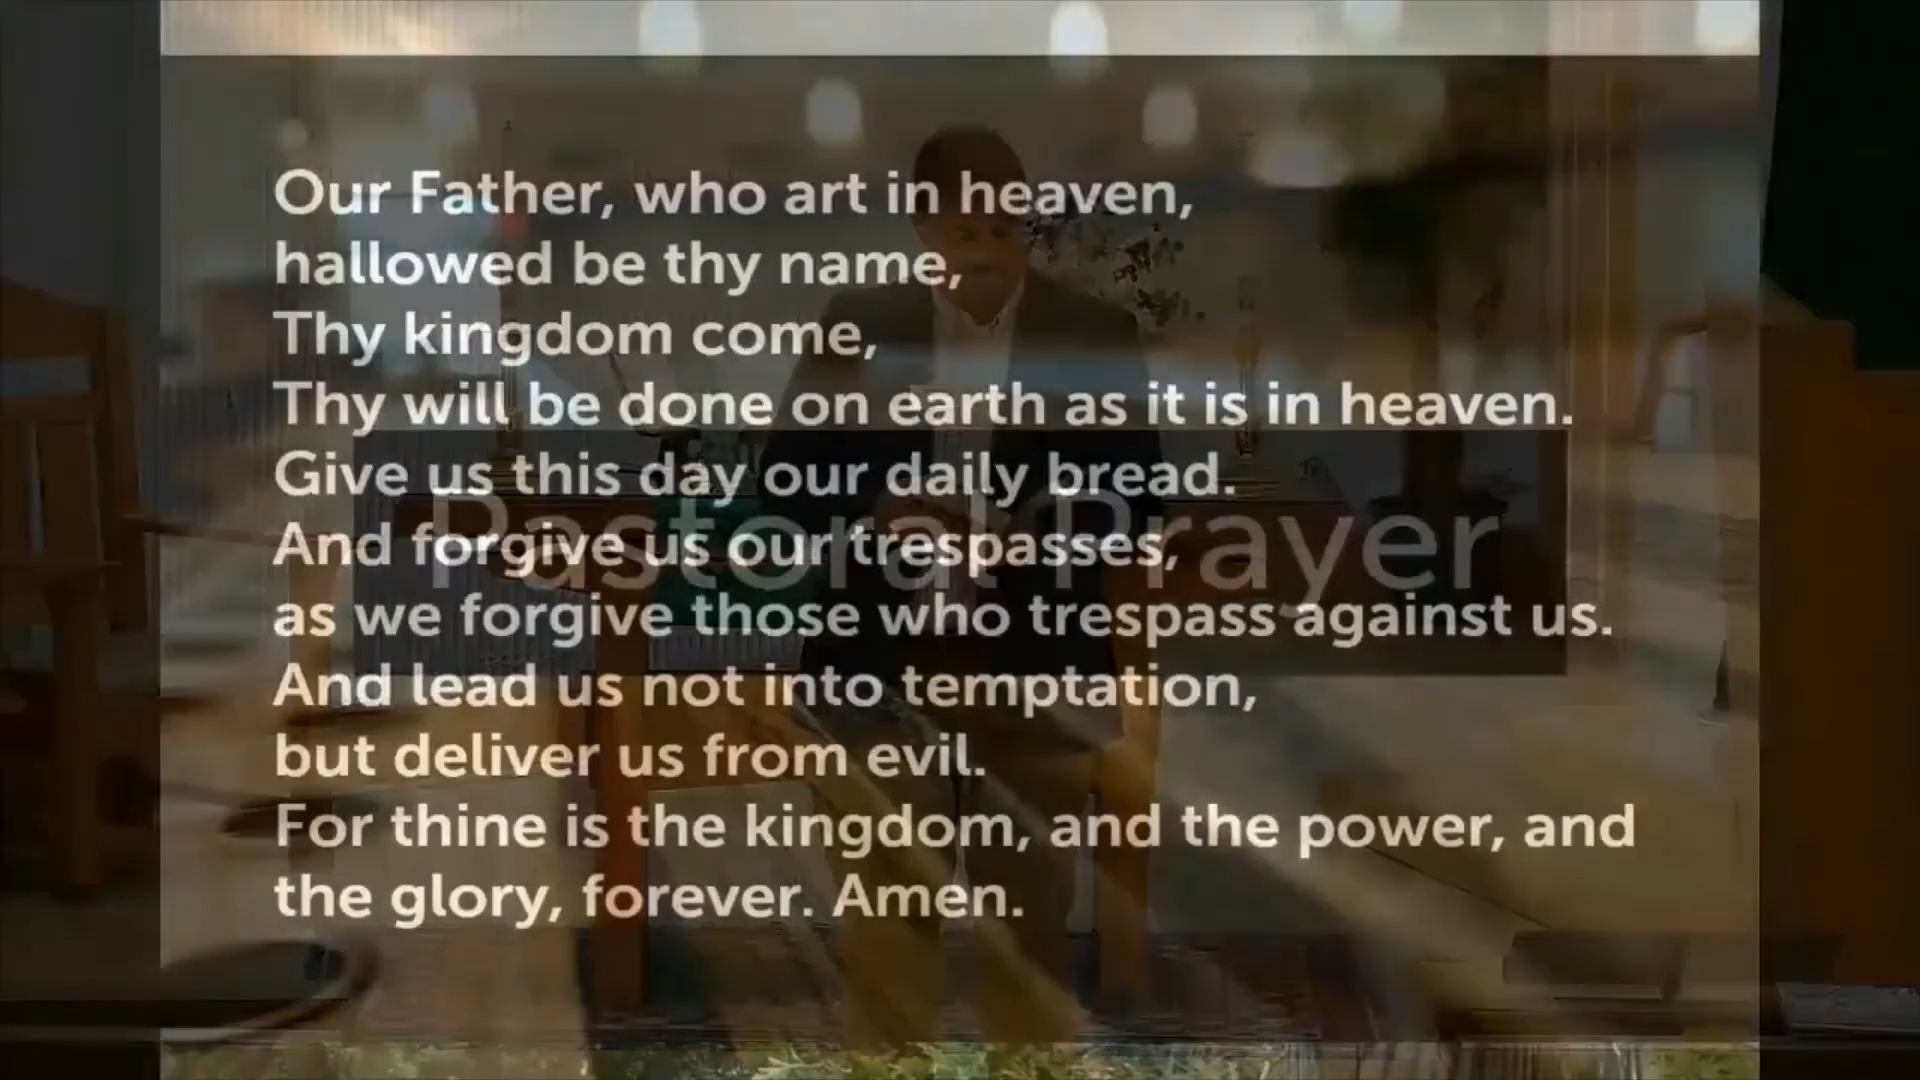 Our Father, who art in heaven,
hallowed be thy name,
Thy kingdom come,
Thy will be done on earth as it is in heaven.
Give us this day our daily bread.
Pastoral Prayer
And forgive us our trespasses,
as we forgive those who trespass against us.
And lead us not into temptation,
but deliver us from evil.
For thine is the kingdom, and the power, and
the glory, forever. Amen.